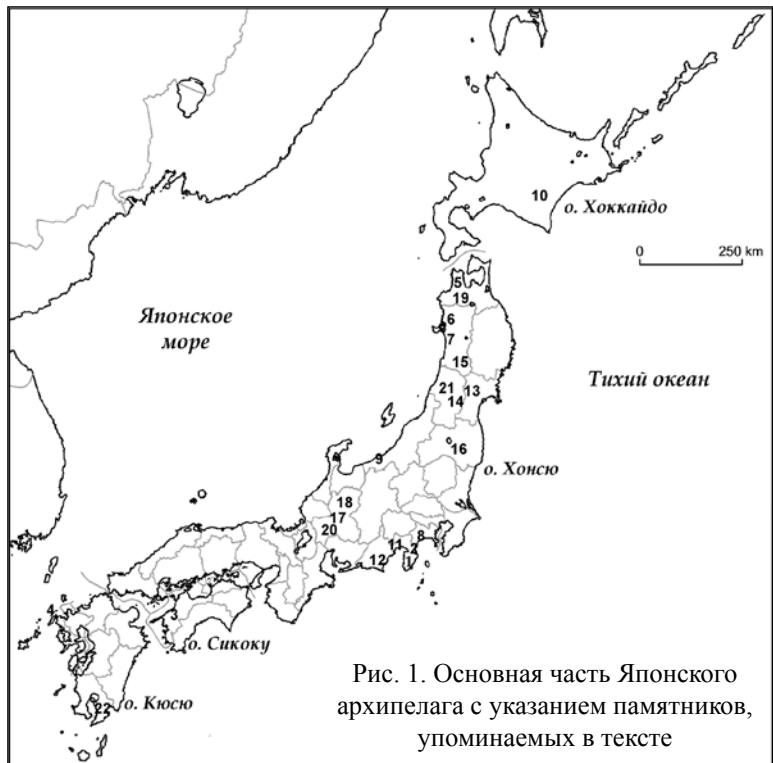 10
о. Хоккайдо
0 250 km
5
19
Японское
море
6
7
15
Тихий океан
21 13
14
16
9
о. Хонсю
18
17
20
11 8
12 2
4
3
о. Сикоку
22
о. Кюсю
Рис. 1. Основная часть Японского
архипелага с указанием памятников,
упоминаемых в тексте